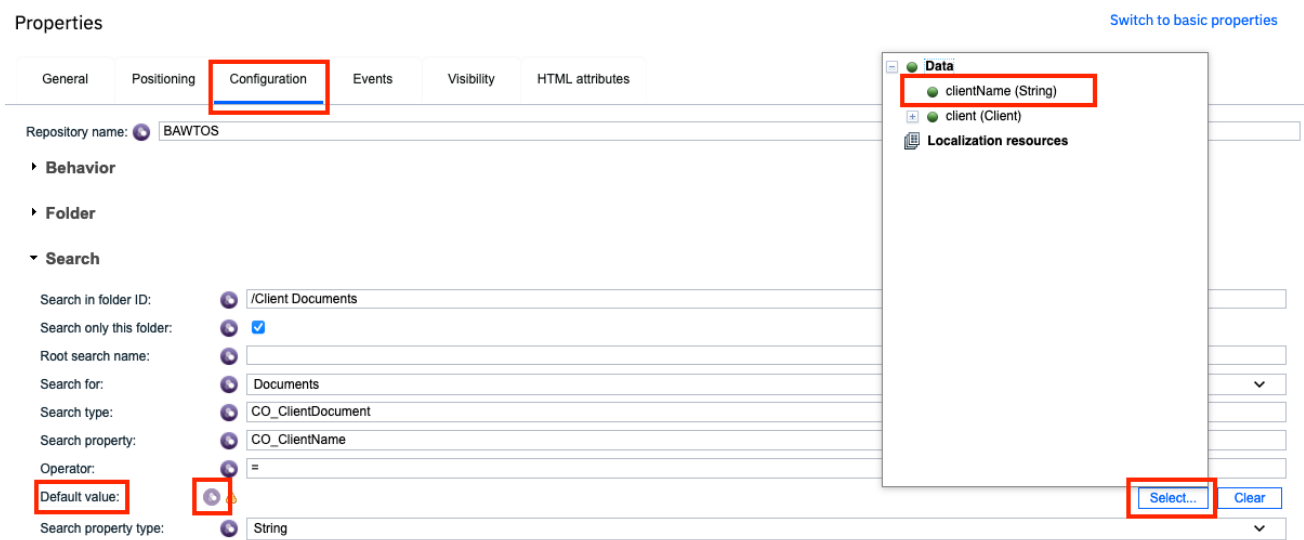 Properties
Switch to basic properties
General Positioning Configuration Events Visibility HTML attributes
Data
clientName (String)
client (Client)
Localization resources
Repository name: BAWTOS
Behavior
Folder
Search
Search in folder ID: /Client Documents
Search only this folder:
Root search name:
Search for: Documents
Search type: CO_ClientDocument
Search property: CO_ClientName
Operator: =
Default value: Select... Clear
Search property type: String